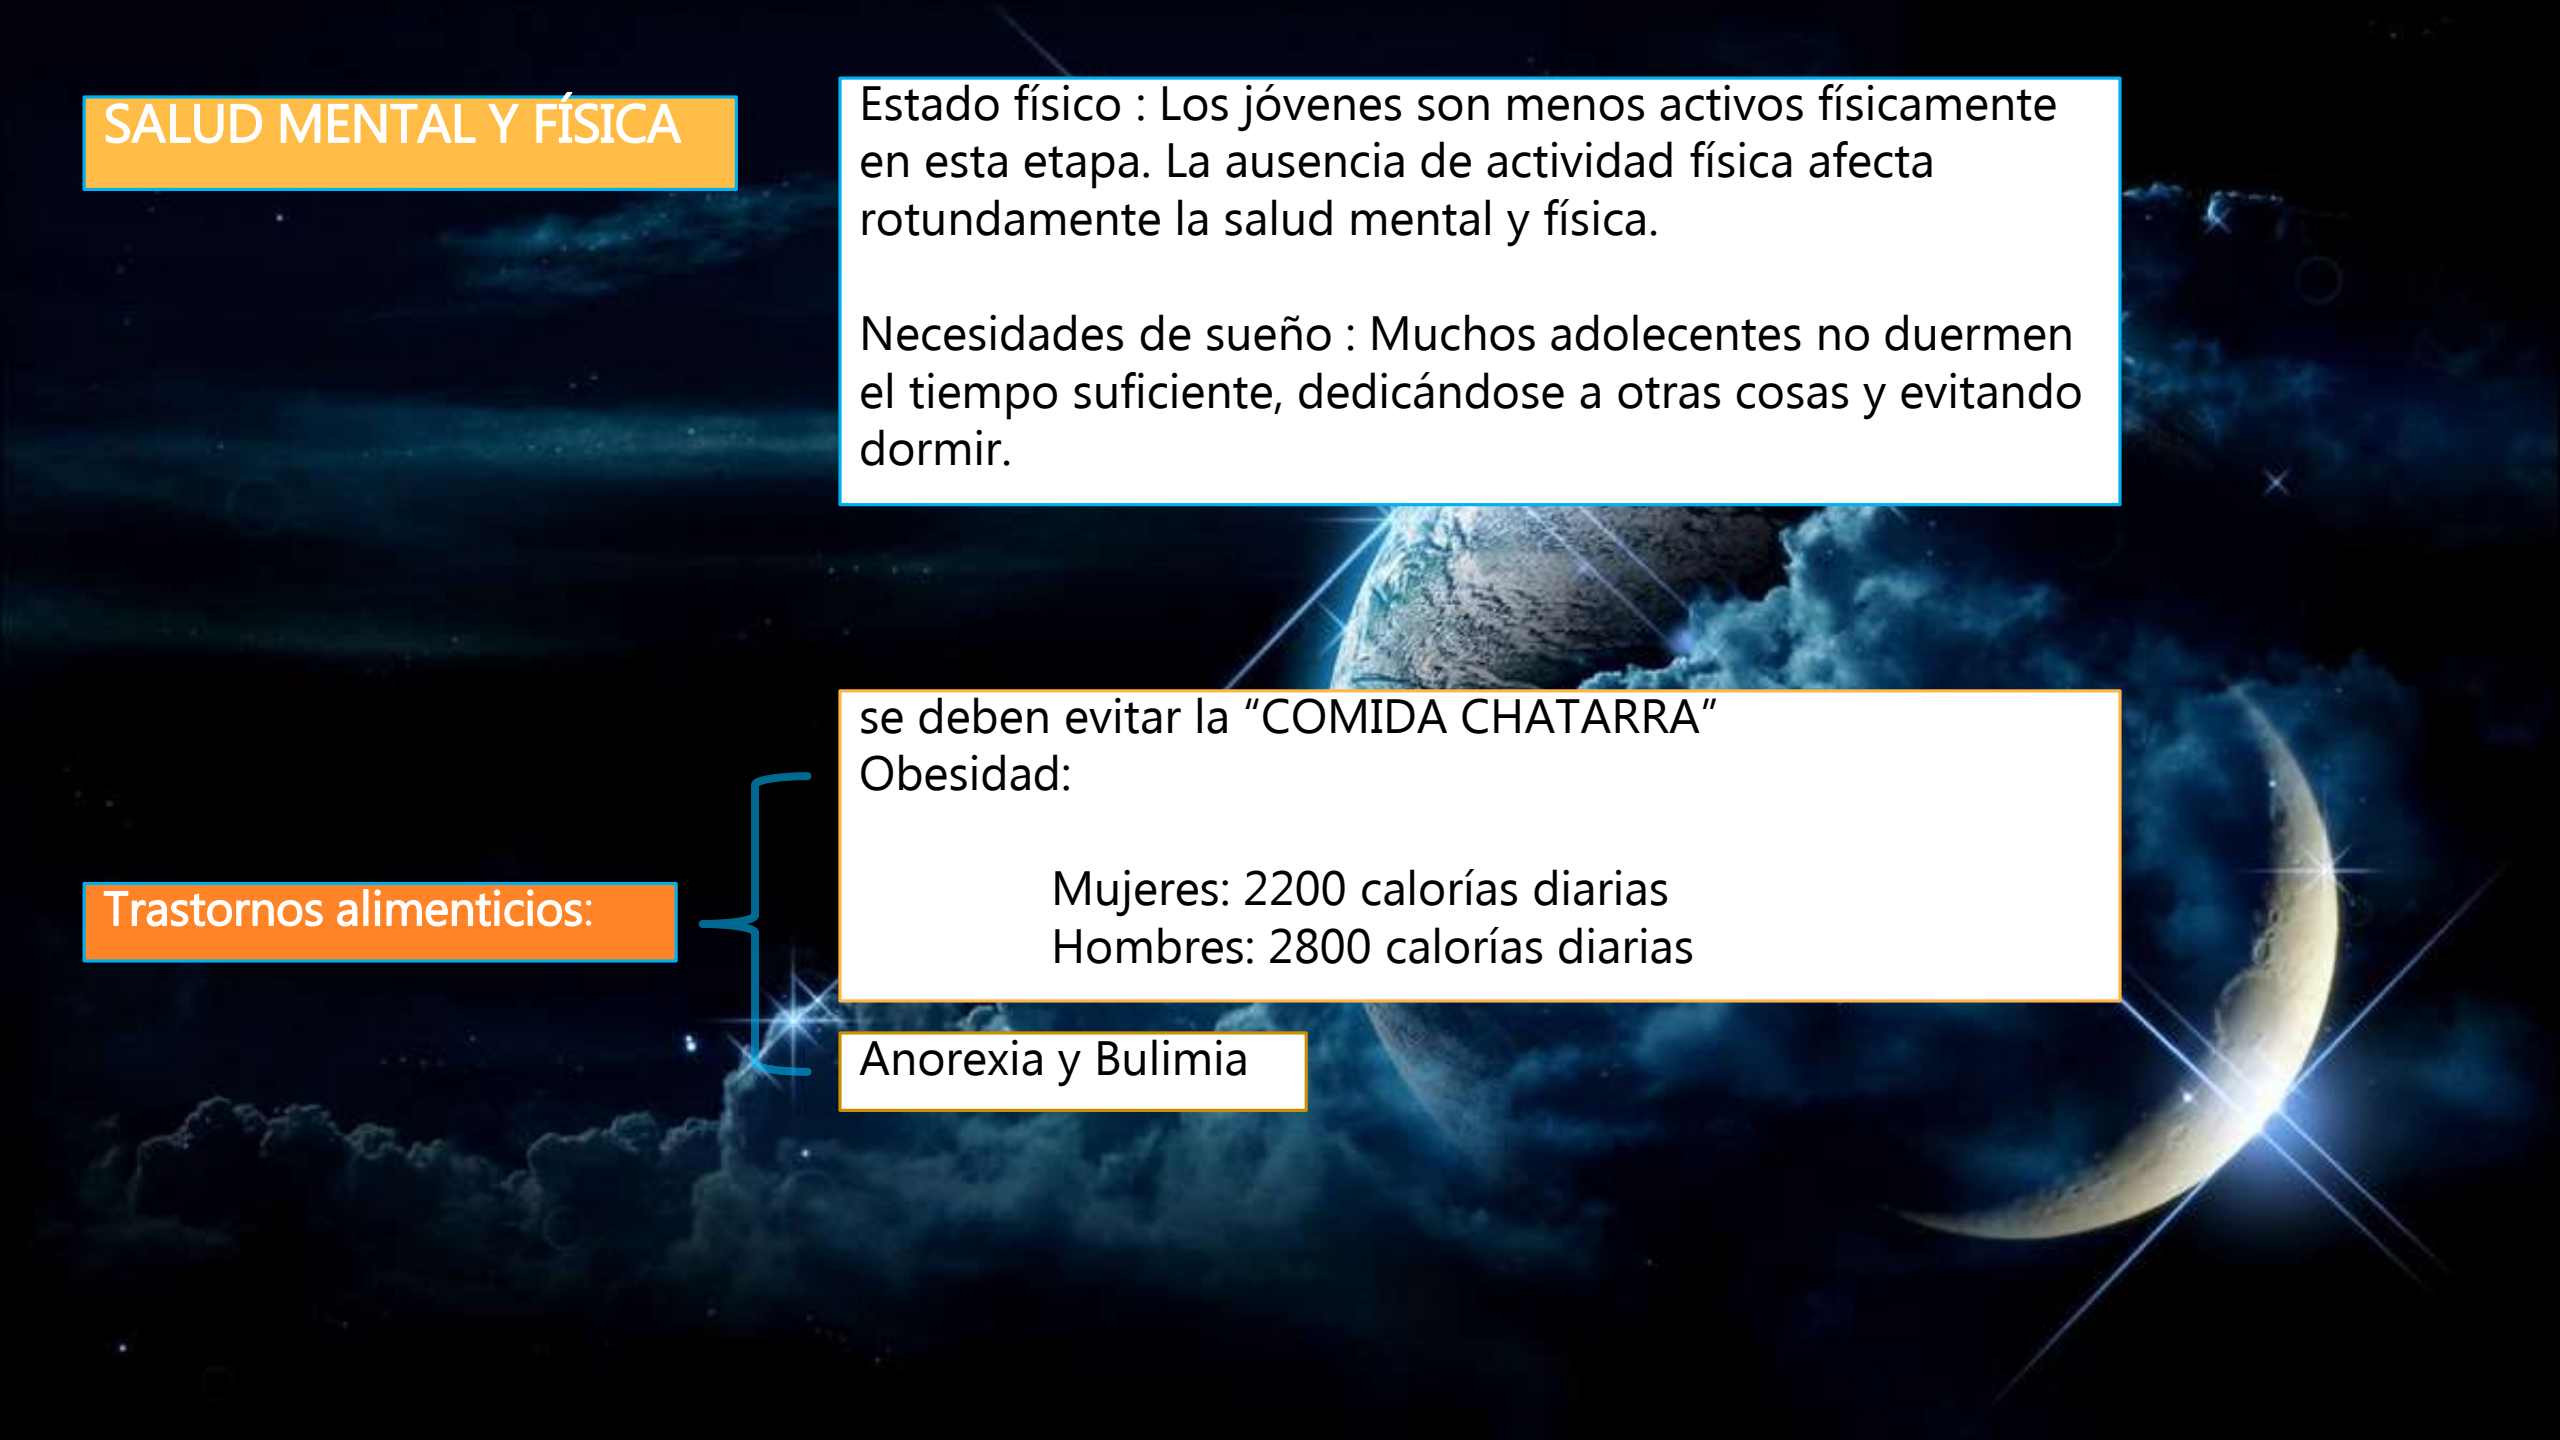 SALUD MENTAL Y FÍSICA
Estado físico : Los jóvenes son menos activos físicamente
en esta etapa. La ausencia de actividad física afecta
rotundamente la salud mental y física.
Necesidades de sueño : Muchos adolecentes no duermen
el tiempo suficiente, dedicándose a otras cosas y evitando
dormir.
Trastornos alimenticios:
se deben evitar la “COMIDA CHATARRA”
Obesidad:
Mujeres: 2200 calorías diarias
Hombres: 2800 calorías diarias
Anorexia y Bulimia